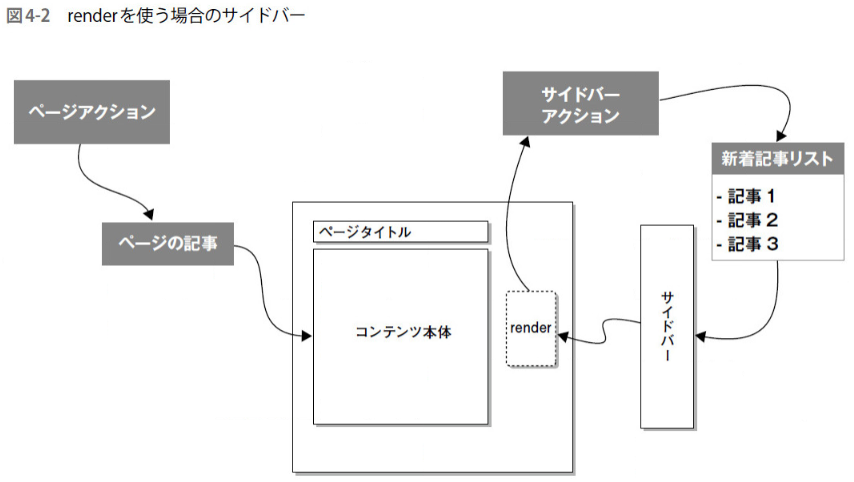 図4-2 renderを使う場合のサイドバー
ページアクション
サイドバー
アクション
新着記事リスト
- 記事 1
- 記事 2
- 記事 3
ページの記事
ページタイトル
コンテンツ本体
render
サイドバー